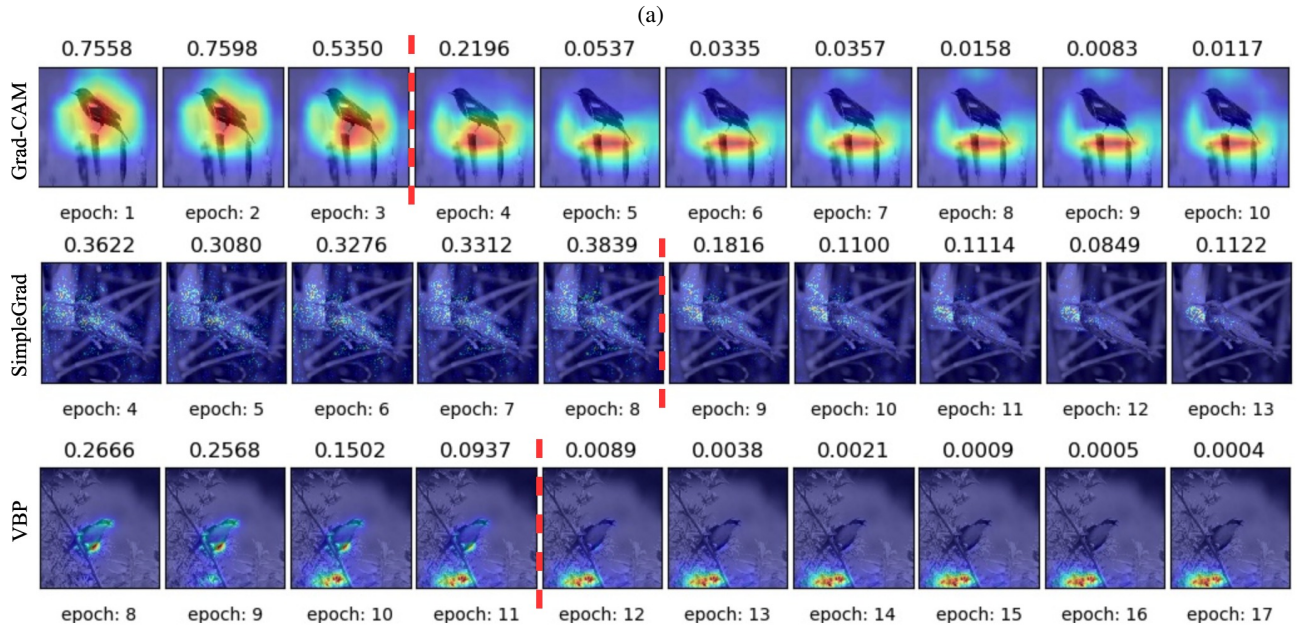 (a)
0.7558 0.7598 0.5350 0.2196 0.0537 0.0335 0.0357 0.0158 0.0083 0.0117
Grad-CAM
epoch: 1 epoch: 2 epoch: 3 epoch: 4 epoch: 5 epoch: 6 epoch: 7 epoch: 8 epoch: 9 epoch: 10
0.3622 0.3080 0.3276 0.3312 0.3839 0.1816 0.1100 0.1114 0.0849 0.1122
SimpleGrad
epoch: 4 epoch: 5 epoch: 6 epoch: 7 epoch: 8 epoch: 9 epoch: 10 epoch: 11 epoch: 12 epoch: 13
0.2666 0.2568 0.1502 0.0937 0.0089 0.0038 0.0021 0.0009 0.0005 0.0004
VBP
epoch: 8 epoch: 9 epoch: 10 epoch: 11 epoch: 12 epoch: 13 epoch: 14 epoch: 15 epoch: 16 epoch: 17